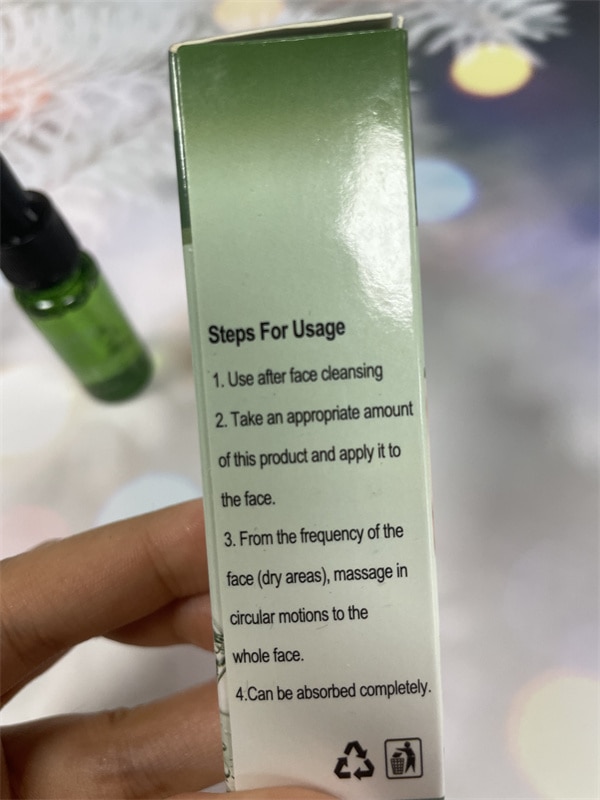 Steps For Usage
1. Use after face cleansing
2. Take an appropriate amount
of this product and apply it to
the face.
3. From the frequency of the
face (dry areas), massage in
circular motions to the
whole face.
4.Can be absorbed completely.